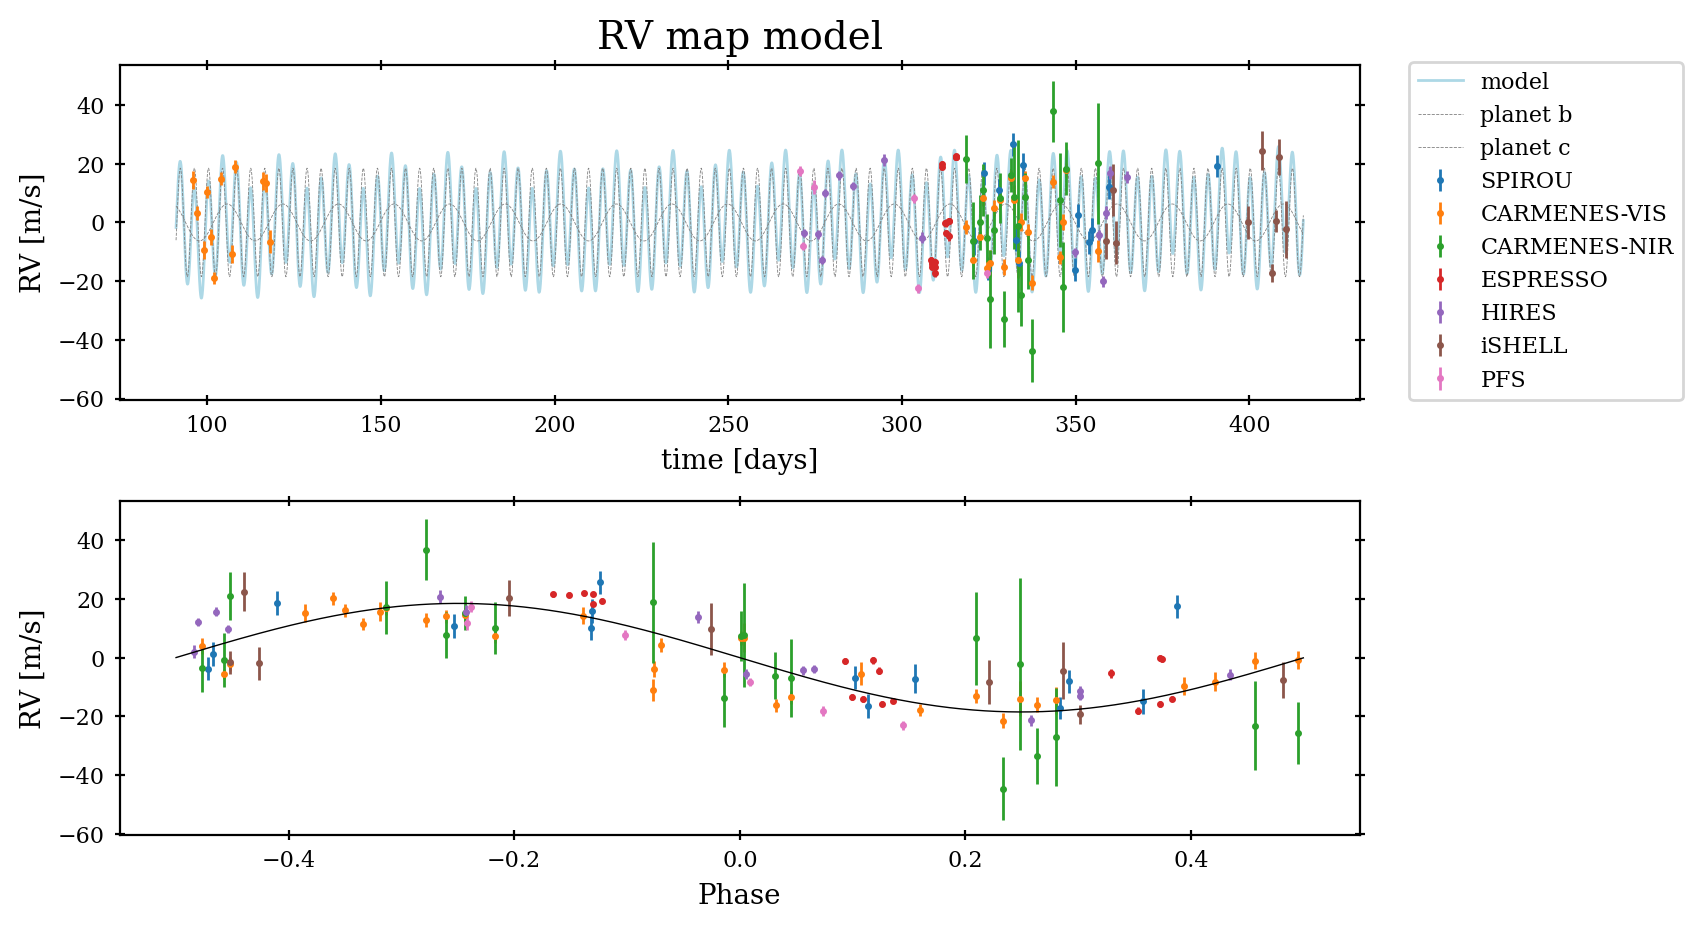 RV map model
RV [m/s]
40
20
0
−20
−40
−60
100 150 200 250 300 350 400
time [days]
model
planet b
planet c
SPIROU
CARMENES-VIS
CARMENES-NIR
ESPRESSO
HIRES
iSHELL
PFS
RV [m/s]
40
20
0
−20
−40
−60
−0.4 −0.2 0.0 0.2 0.4
Phase